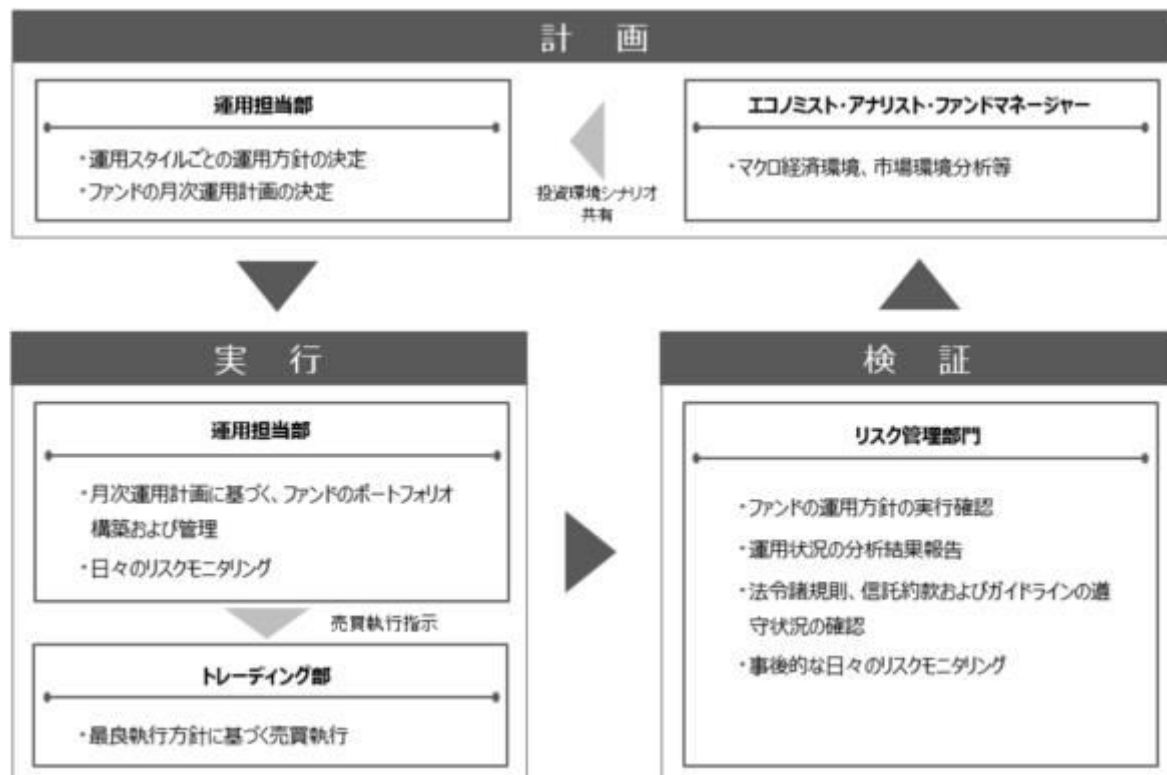 計 画
運用担当部
・運用スタイルごとの運用方針の決定
・ファンドの月次運用計画の決定
投資環境シナリオ
共有
エコノミスト・アナリスト・ファンドマネージャー
・マクロ経済環境、市場環境分析等
実 行
運用担当部
・月次運用計画に基づく、ファンドのポートフォリオ
構築および管理
・日々のリスクモニタリング
売買執行指示
トレーディング部
・最良執行方針に基づく売買執行
検 証
リスク管理部門
・ファンドの運用方針の実行確認
・運用状況の分析結果報告
・法令諸規則、信託約款およびガイドラインの遵
守状況の確認
・事後的な日々のリスクモニタリング